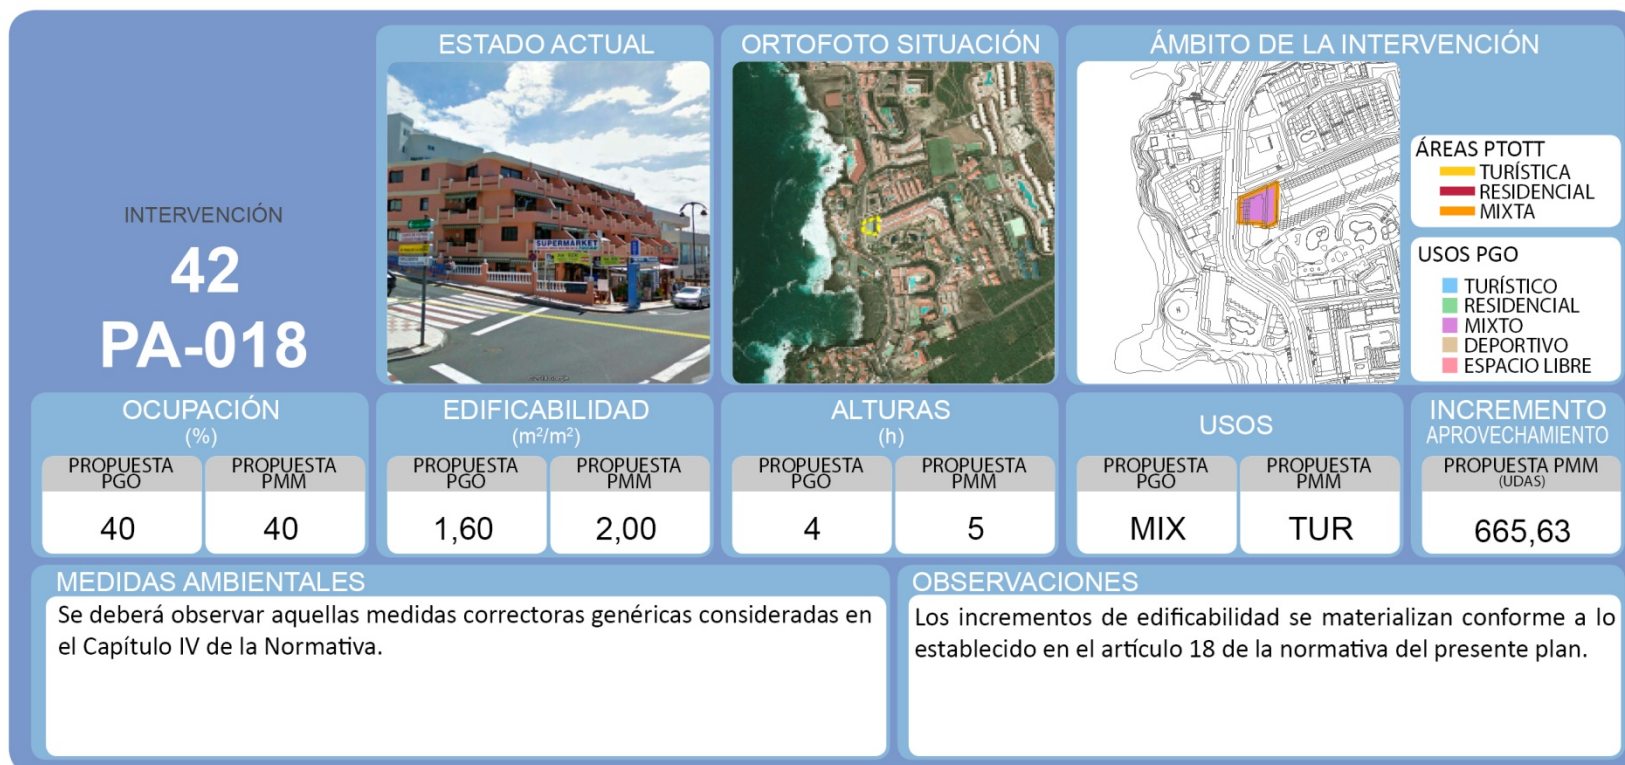 INTERVENCIÓN
42
PA-018
ESTADO ACTUAL
SUPERMARKET
ORTOFOTO SITUACIÓN
ÁMBITO DE LA INTERVENCIÓN
ÁREAS PTOTT
TURÍSTICA
RESIDENCIAL
MIXTA
USOS PGO
TURÍSTICO
RESIDENCIAL
MIXTO
DEPORTIVO
ESPACIO LIBRE
OCUPACIÓN
(%)
PROPUESTA PGO
PROPUESTA PMM
40
40
EDIFICABILIDAD
(m²/m²)
PROPUESTA PGO
PROPUESTA PMM
1,60
2,00
ALTURAS
(h)
PROPUESTA PGO
PROPUESTA PMM
4
5
USOS
PROPUESTA PGO
PROPUESTA PMM
MIX
TUR
INCREMENTO
APROVECHAMIENTO
PROPUESTA PMM
(UDAS)
665,63
MEDIDAS AMBIENTALES
Se deberá observar aquellas medidas correctoras genéricas consideradas en
el Capítulo IV de la Normativa.
OBSERVACIONES
Los incrementos de edificabilidad se materializan conforme a lo
establecido en el artículo 18 de la normativa del presente plan.